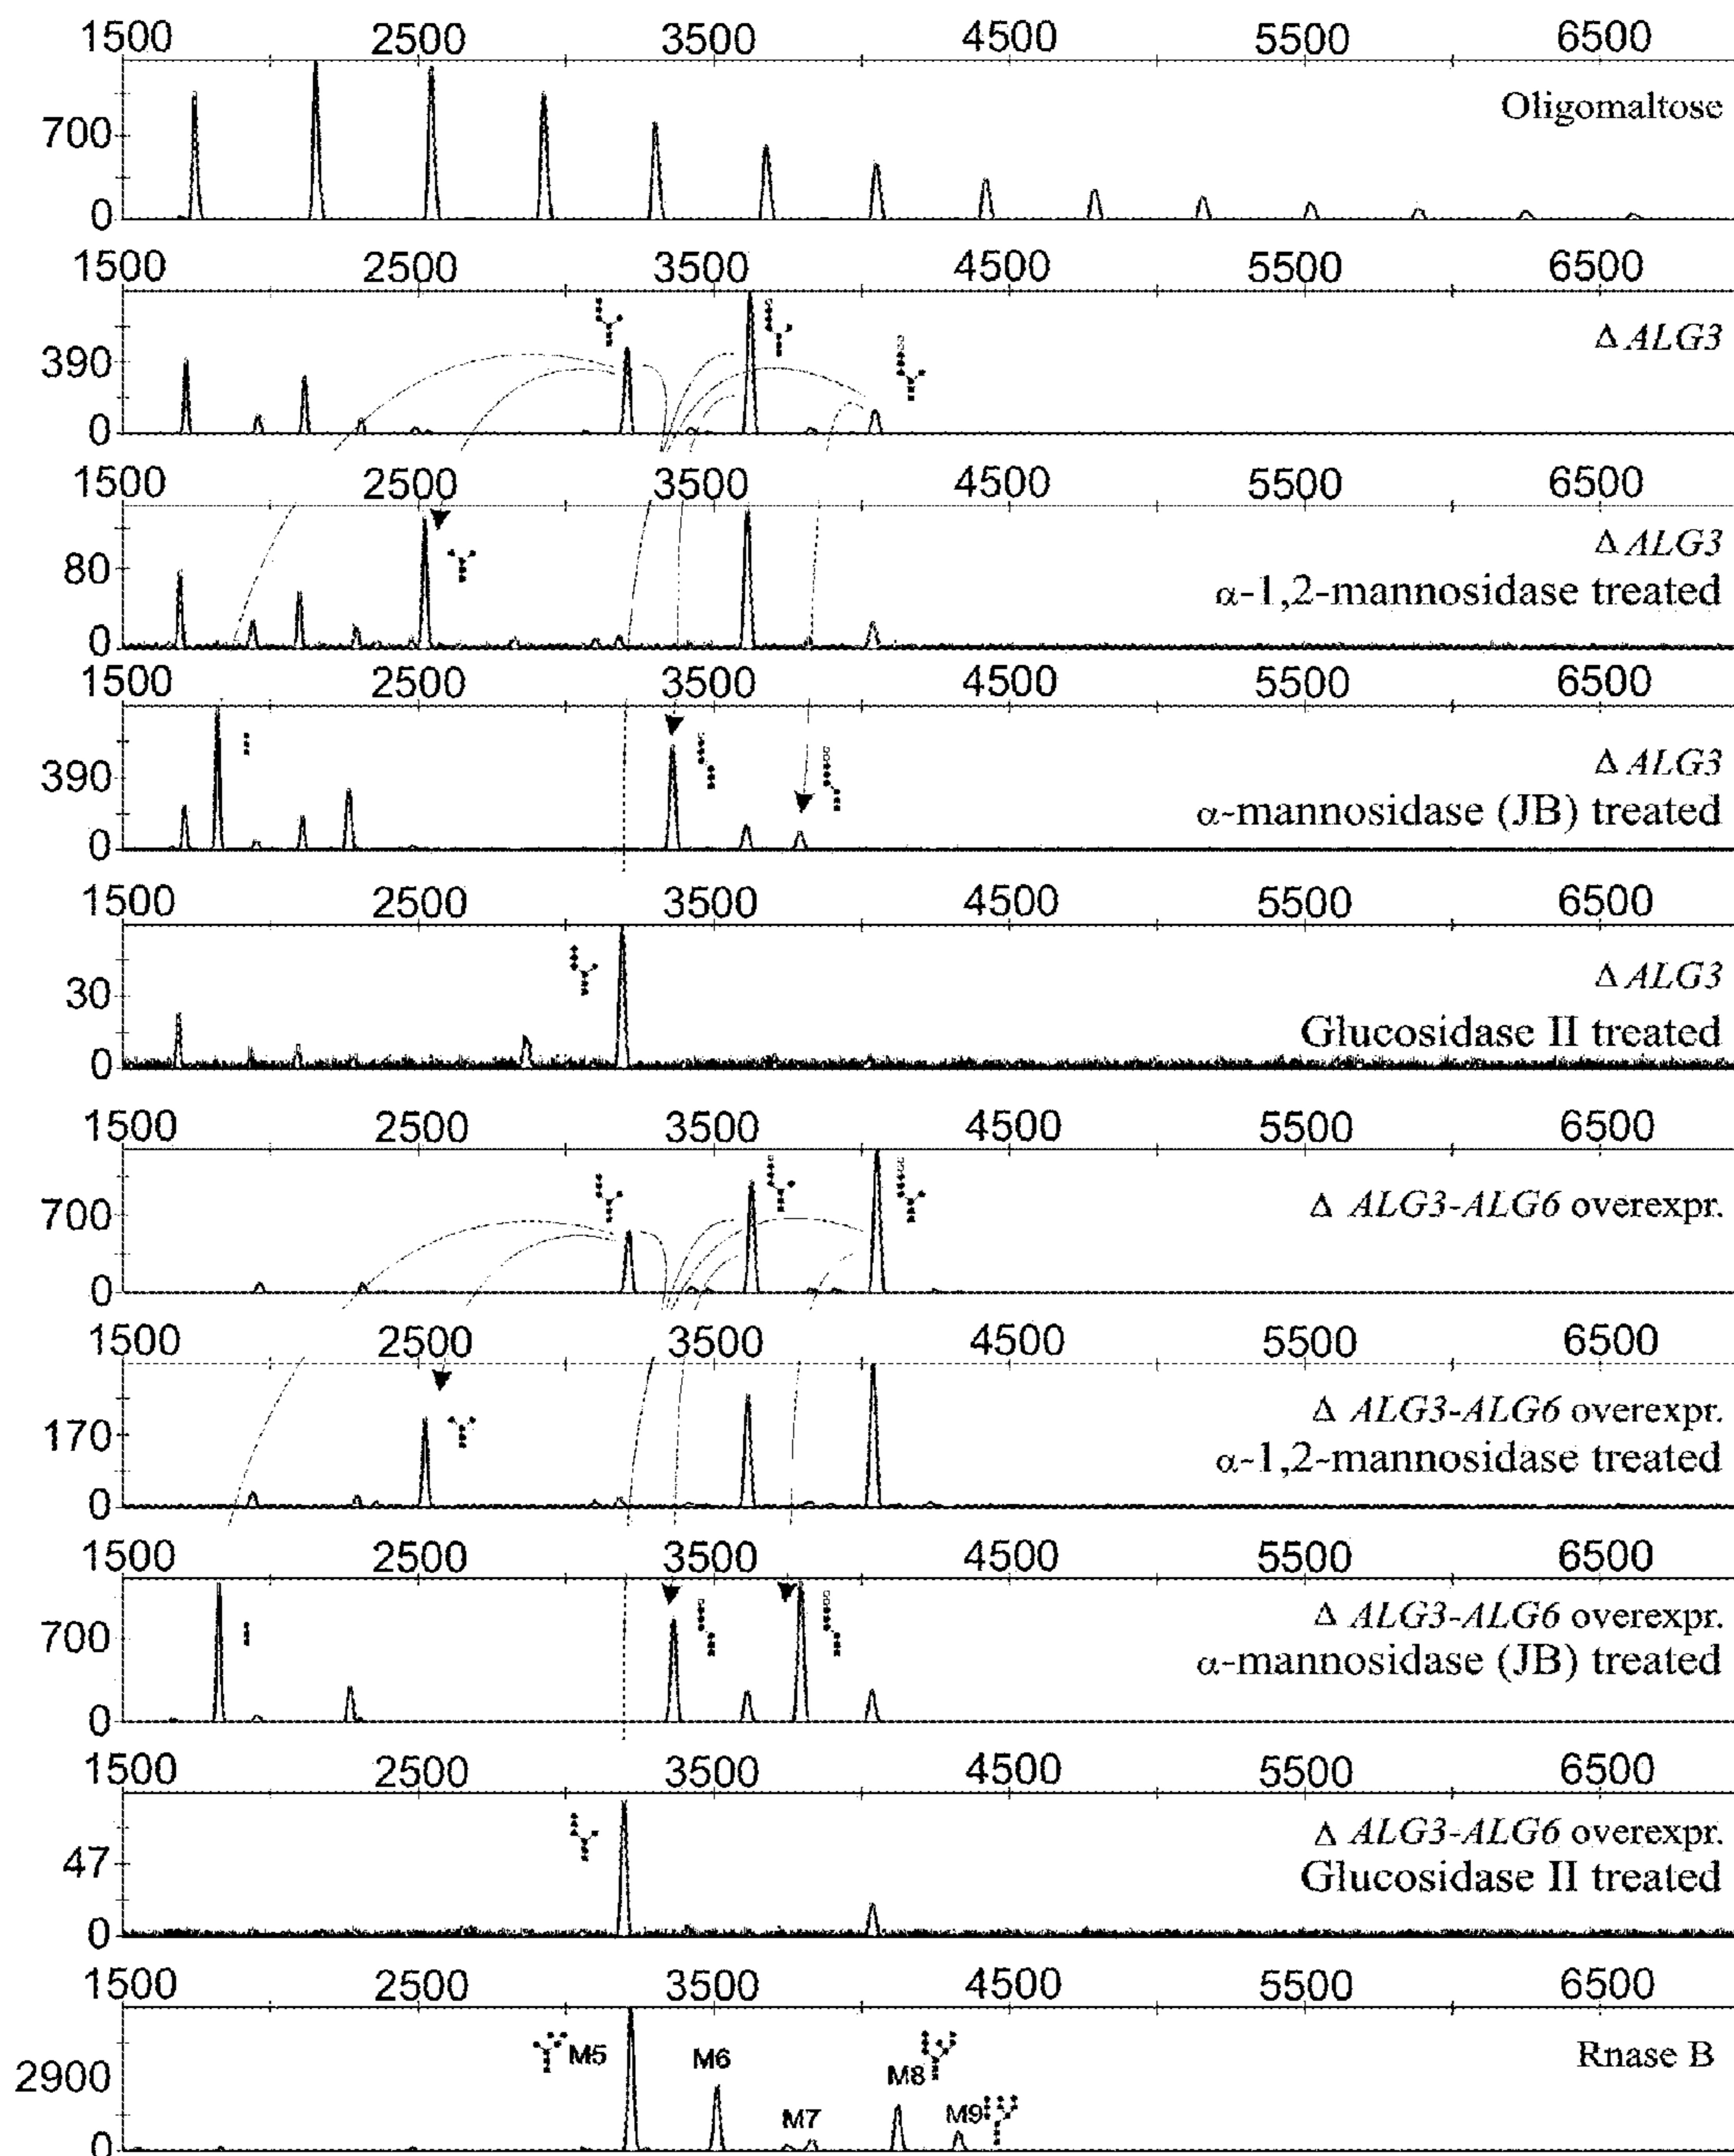 1500 2500 3500 4500 5500 6500
Oligomaltose
700
0
1500 2500 3500 4500 5500 6500
Δ ALG3
390
0
1500 2500 3500 4500 5500 6500
Δ ALG3
80
α-1,2-mannosidase treated
0
1500 2500 3500 4500 5500 6500
Δ ALG3
390
α-mannosidase (JB) treated
0
1500 2500 3500 4500 5500 6500
Δ ALG3
30
Glucosidase II treated
0
1500 2500 3500 4500 5500 6500
Δ ALG3-ALG6 overexpr.
700
0
1500 2500 3500 4500 5500 6500
Δ ALG3-ALG6 overexpr.
170
α-1,2-mannosidase treated
0
1500 2500 3500 4500 5500 6500
Δ ALG3-ALG6 overexpr.
700
α-mannosidase (JB) treated
0
1500 2500 3500 4500 5500 6500
Δ ALG3-ALG6 overexpr.
47
Glucosidase II treated
0
1500 2500 3500 4500 5500 6500
M5 M6 Rnase B
2900 M8
M7 M9
0